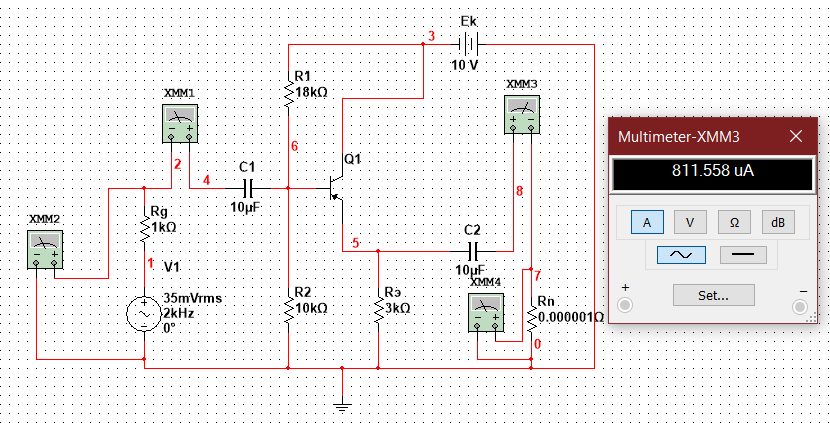 Ek
3
10 V
R1
18kΩ
XMM1
XMM3
Multimeter-XMM3
811.558 uA
6
Q1
2
4
C1
10µF
8
A
V
Ω
dB
XMM2
Rg
1kΩ
1
V1
35mVrms
2kHz
0°
5
C2
10µF
7
XMM4
R2
10kΩ
Rэ
3kΩ
Rn
0.000001Ω
0
+
Set...
−